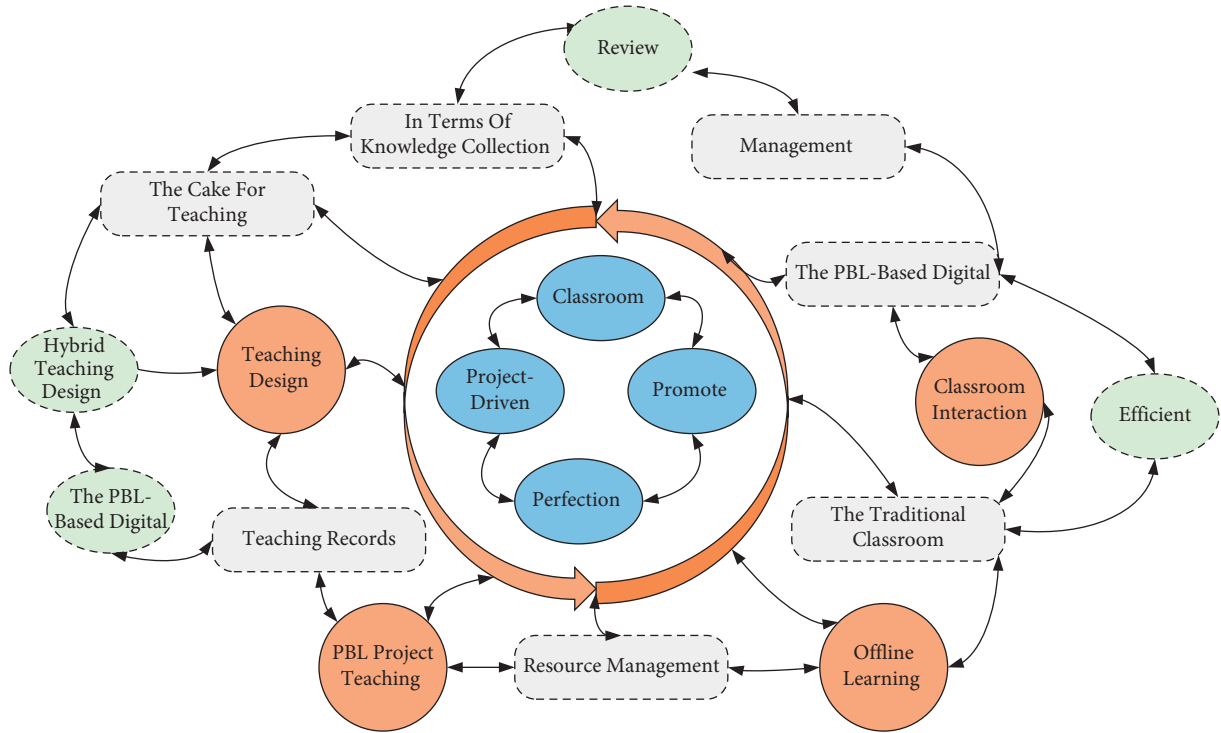 Review
In Terms Of
Knowledge Collection
Management
The Cake For
Teaching
The PBL-Based Digital
Classroom
Hybrid
Teaching
Design
Teaching
Design
Project-
Driven
Promote
Classroom
Interaction
Efficient
Perfection
The PBL-
Based Digital
Teaching Records
The Traditional
Classroom
PBL Project
Teaching
Resource Management
Offline
Learning